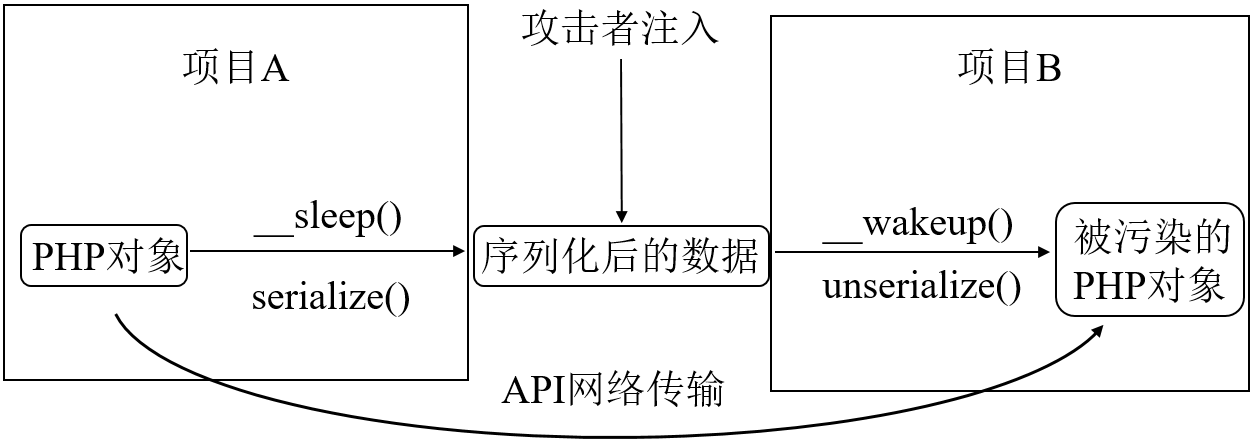 项目A
攻击者注入
项目B
__sleep()
__wakeup()
PHP对象
序列化后的数据
被污染的
PHP对象
serialize()
unserialize()
API网络传输